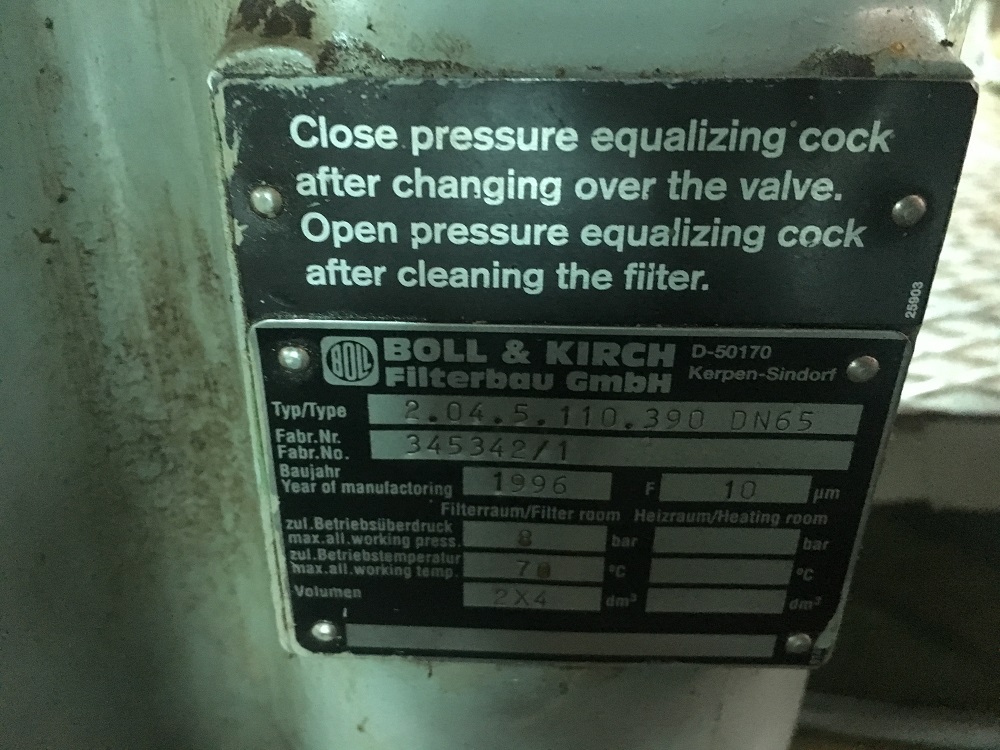 Close pressure equalizing cock
after changing over the valve.
Open pressure equalizing cock
after cleaning the filter.
25903
BOLL
BOLL & KIRCH
Filterbau GmbH
D-50170
Kerpen-Sindorf
Typ/Type 2.04.5.110.390 DN65
Fabr.Nr.
Fabr.No. 345342/1
Baujahr
Year of manufactoring 1996 F 10 µm
Filterraum/Filter room Heizraum/Heating room
zul.Betriebsüberdruck
max.all.working press. 8 bar bar
zul.Betriebstemperatur
max.all.working temp. °C °C
Volumen 2X4 dm³ dm³